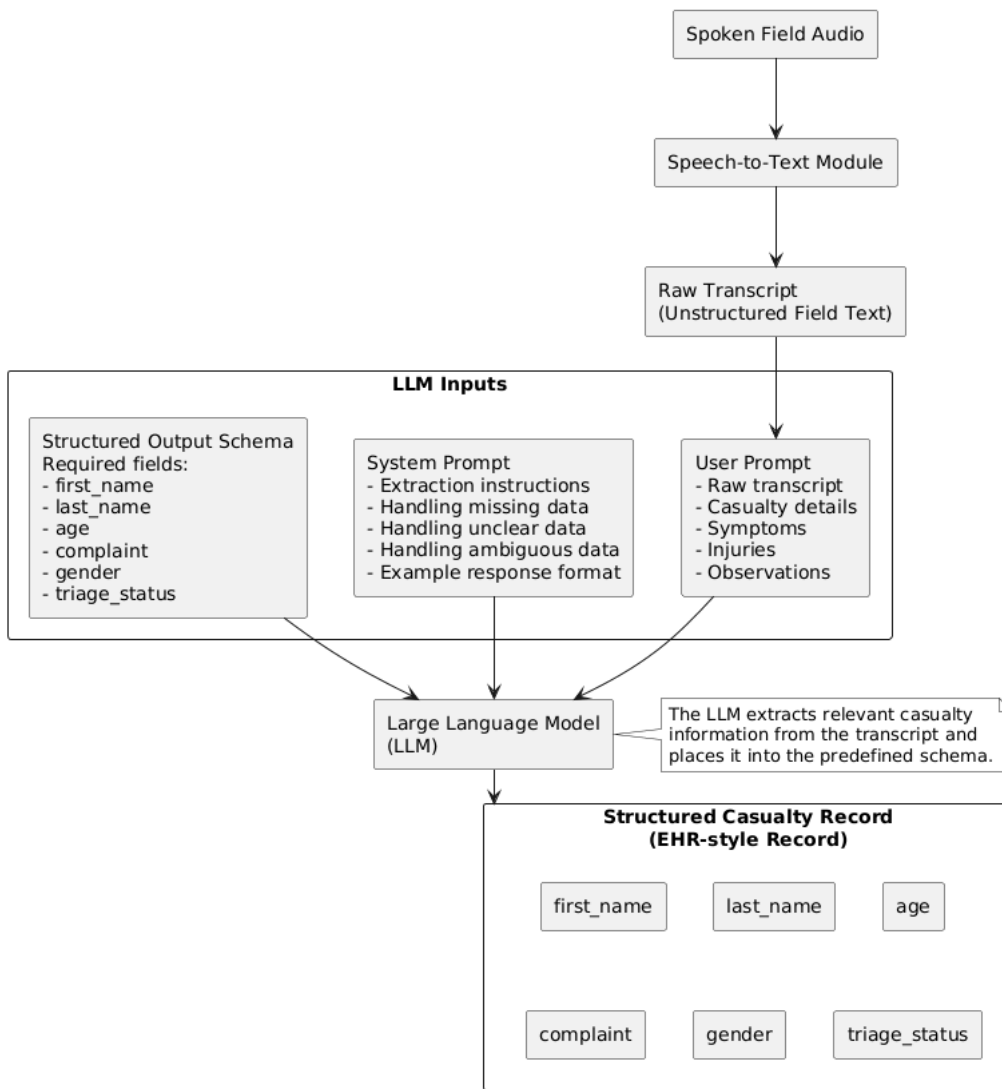 Spoken Field Audio
Speech-to-Text Module
Raw Transcript
(Unstructured Field Text)
LLM Inputs
Structured Output Schema
Required fields:
- first_name
- last_name
- age
- complaint
- gender
- triage_status
System Prompt
- Extraction instructions
- Handling missing data
- Handling unclear data
- Handling ambiguous data
- Example response format
User Prompt
- Raw transcript
- Casualty details
- Symptoms
- Injuries
- Observations
Large Language Model
(LLM)
The LLM extracts relevant casualty
information from the transcript and
places it into the predefined schema.
Structured Casualty Record
(EHR-style Record)
first_name
last_name
age
complaint
gender
triage_status